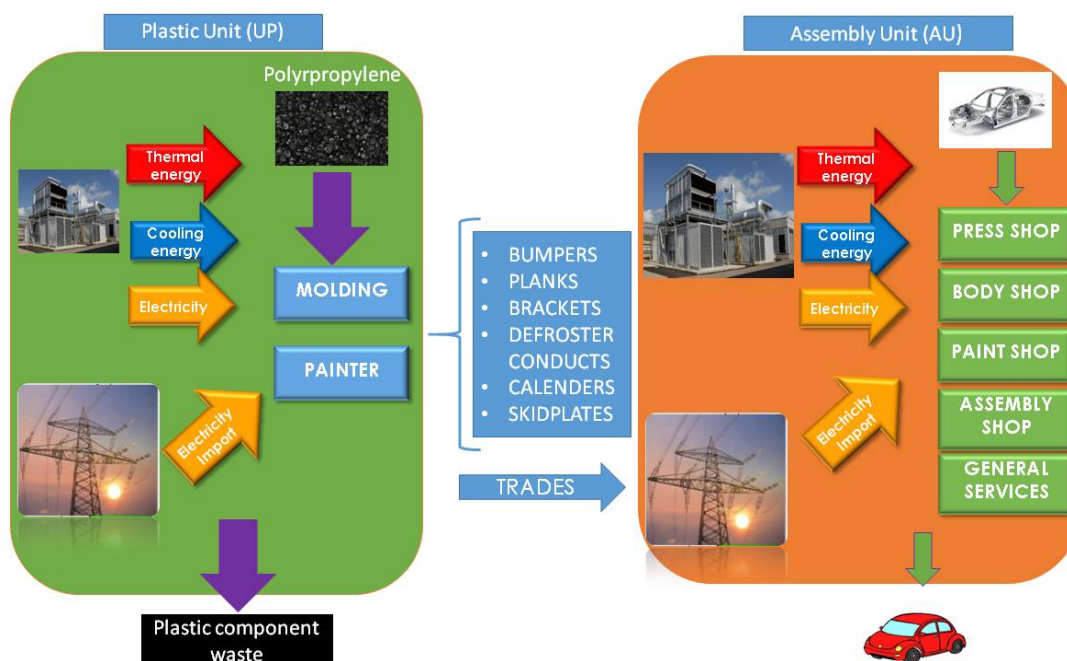 Plastic Unit (UP)
Polyrpropylene
Thermal
energy
Cooling
energy
Electricity
MOLDING
PAINTER
Electricity
Import
Plastic component
waste
• BUMPERS
• PLANKS
• BRACKETS
• DEFROSTER
CONDUCTS
• CALENDERS
• SKIDPLATES
TRADES
Assembly Unit (AU)
Thermal
energy
Cooling
energy
Electricity
Electricity
Import
PRESS SHOP
BODY SHOP
PAINT SHOP
ASSEMBLY
SHOP
GENERAL
SERVICES